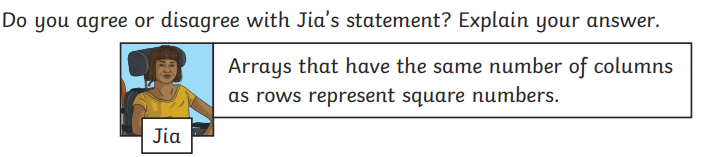 Do you agree or disagree with Jia's statement? Explain your answer.
Arrays that have the same number of columns
as rows represent square numbers.
Jia